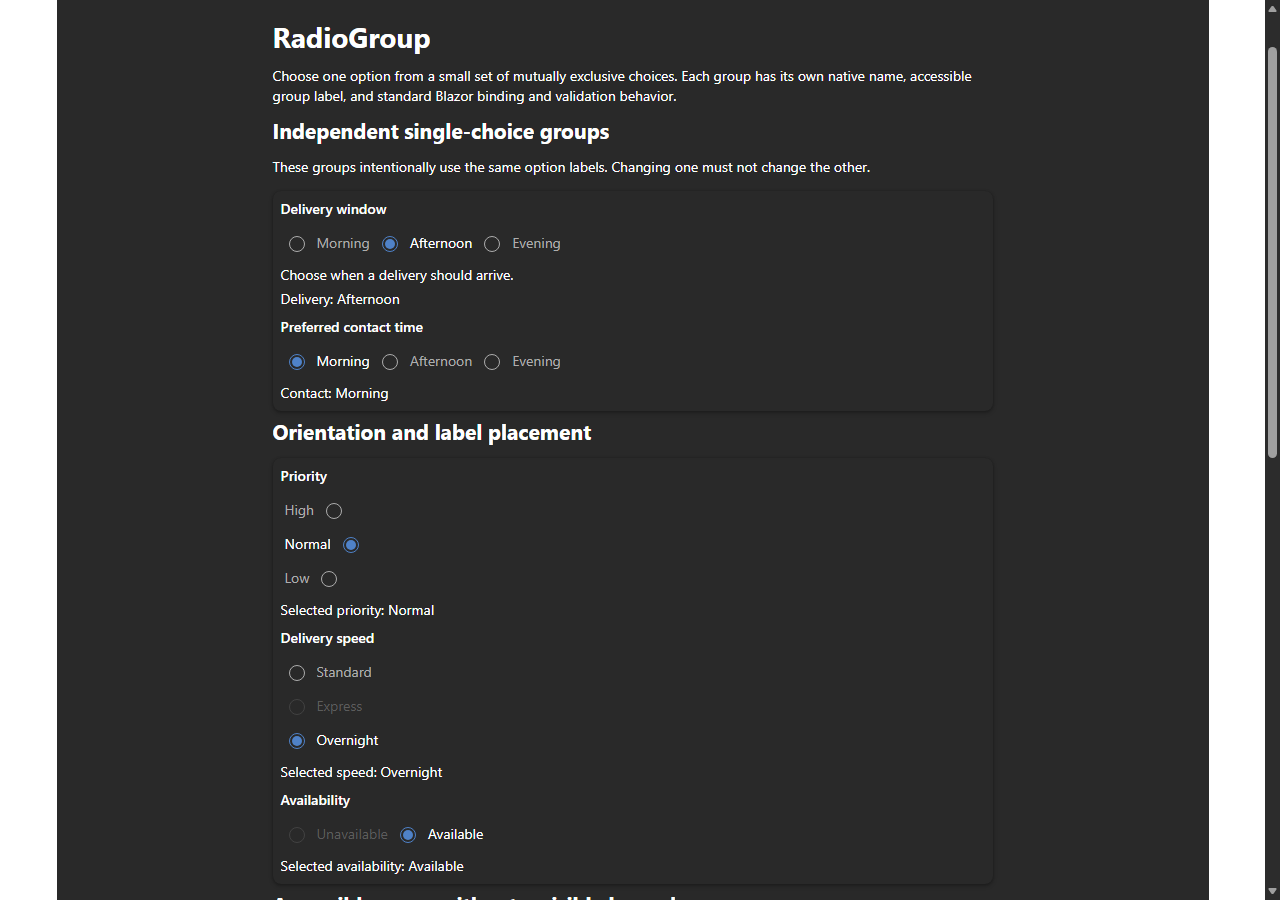 RadioGroup
Choose one option from a small set of mutually exclusive choices. Each group has its own native name, accessible
group label, and standard Blazor binding and validation behavior.
Independent single-choice groups
These groups intentionally use the same option labels. Changing one must not change the other.
Delivery window
Morning Afternoon Evening
Choose when a delivery should arrive.
Delivery: Afternoon
Preferred contact time
Morning Afternoon Evening
Contact: Morning
Orientation and label placement
Priority
High
Normal
Low
Selected priority: Normal
Delivery speed
Standard
Express
Overnight
Selected speed: Overnight
Availability
Unavailable Available
Selected availability: Available